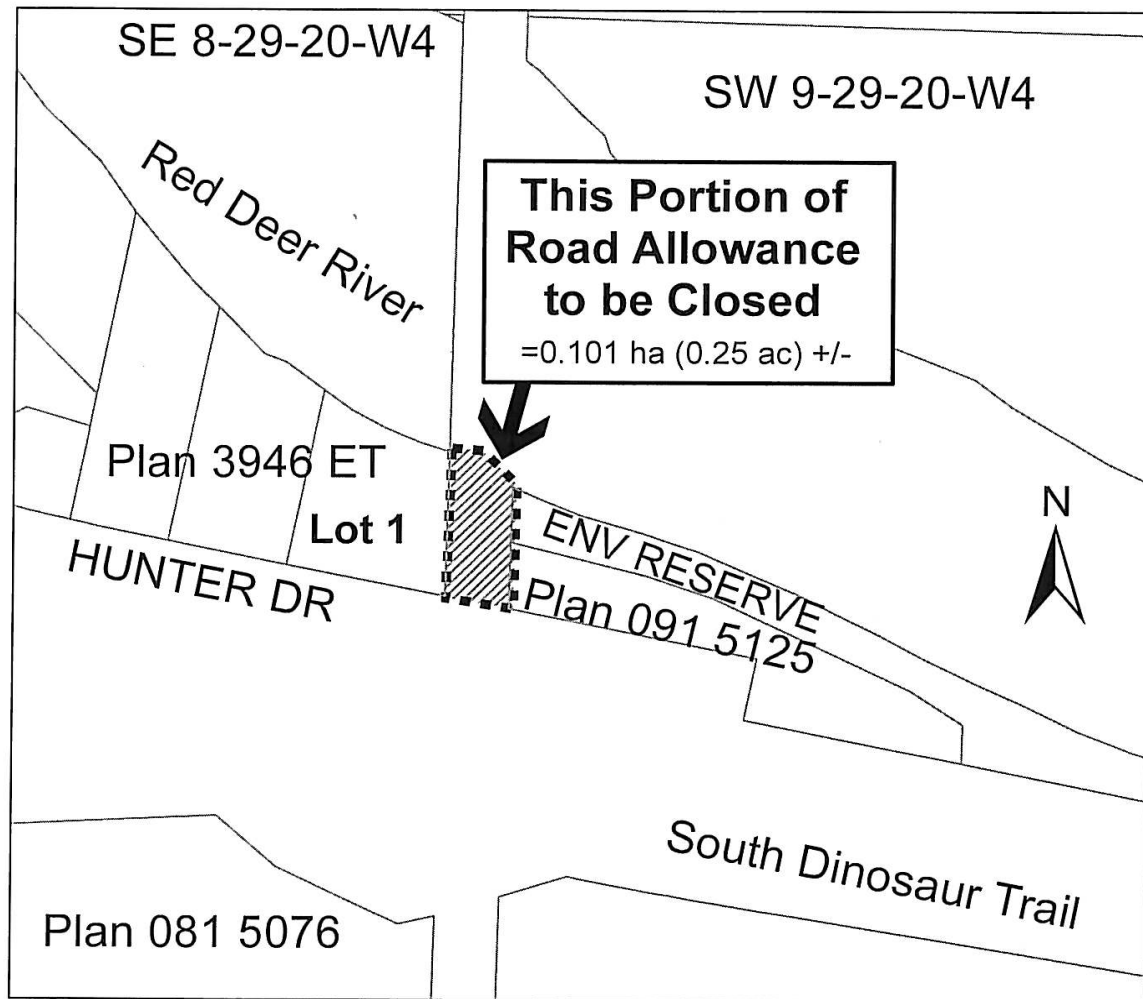 SE 8-29-20-W4
SW 9-29-20-W4
Red Deer River
This Portion of
Road Allowance
to be Closed
=0.101 ha (0.25 ac) +/-
Plan 3946 ET
Lot 1
N
HUNTER DR
ENV RESERVE
Plan 091 5125
South Dinosaur Trail
Plan 081 5076